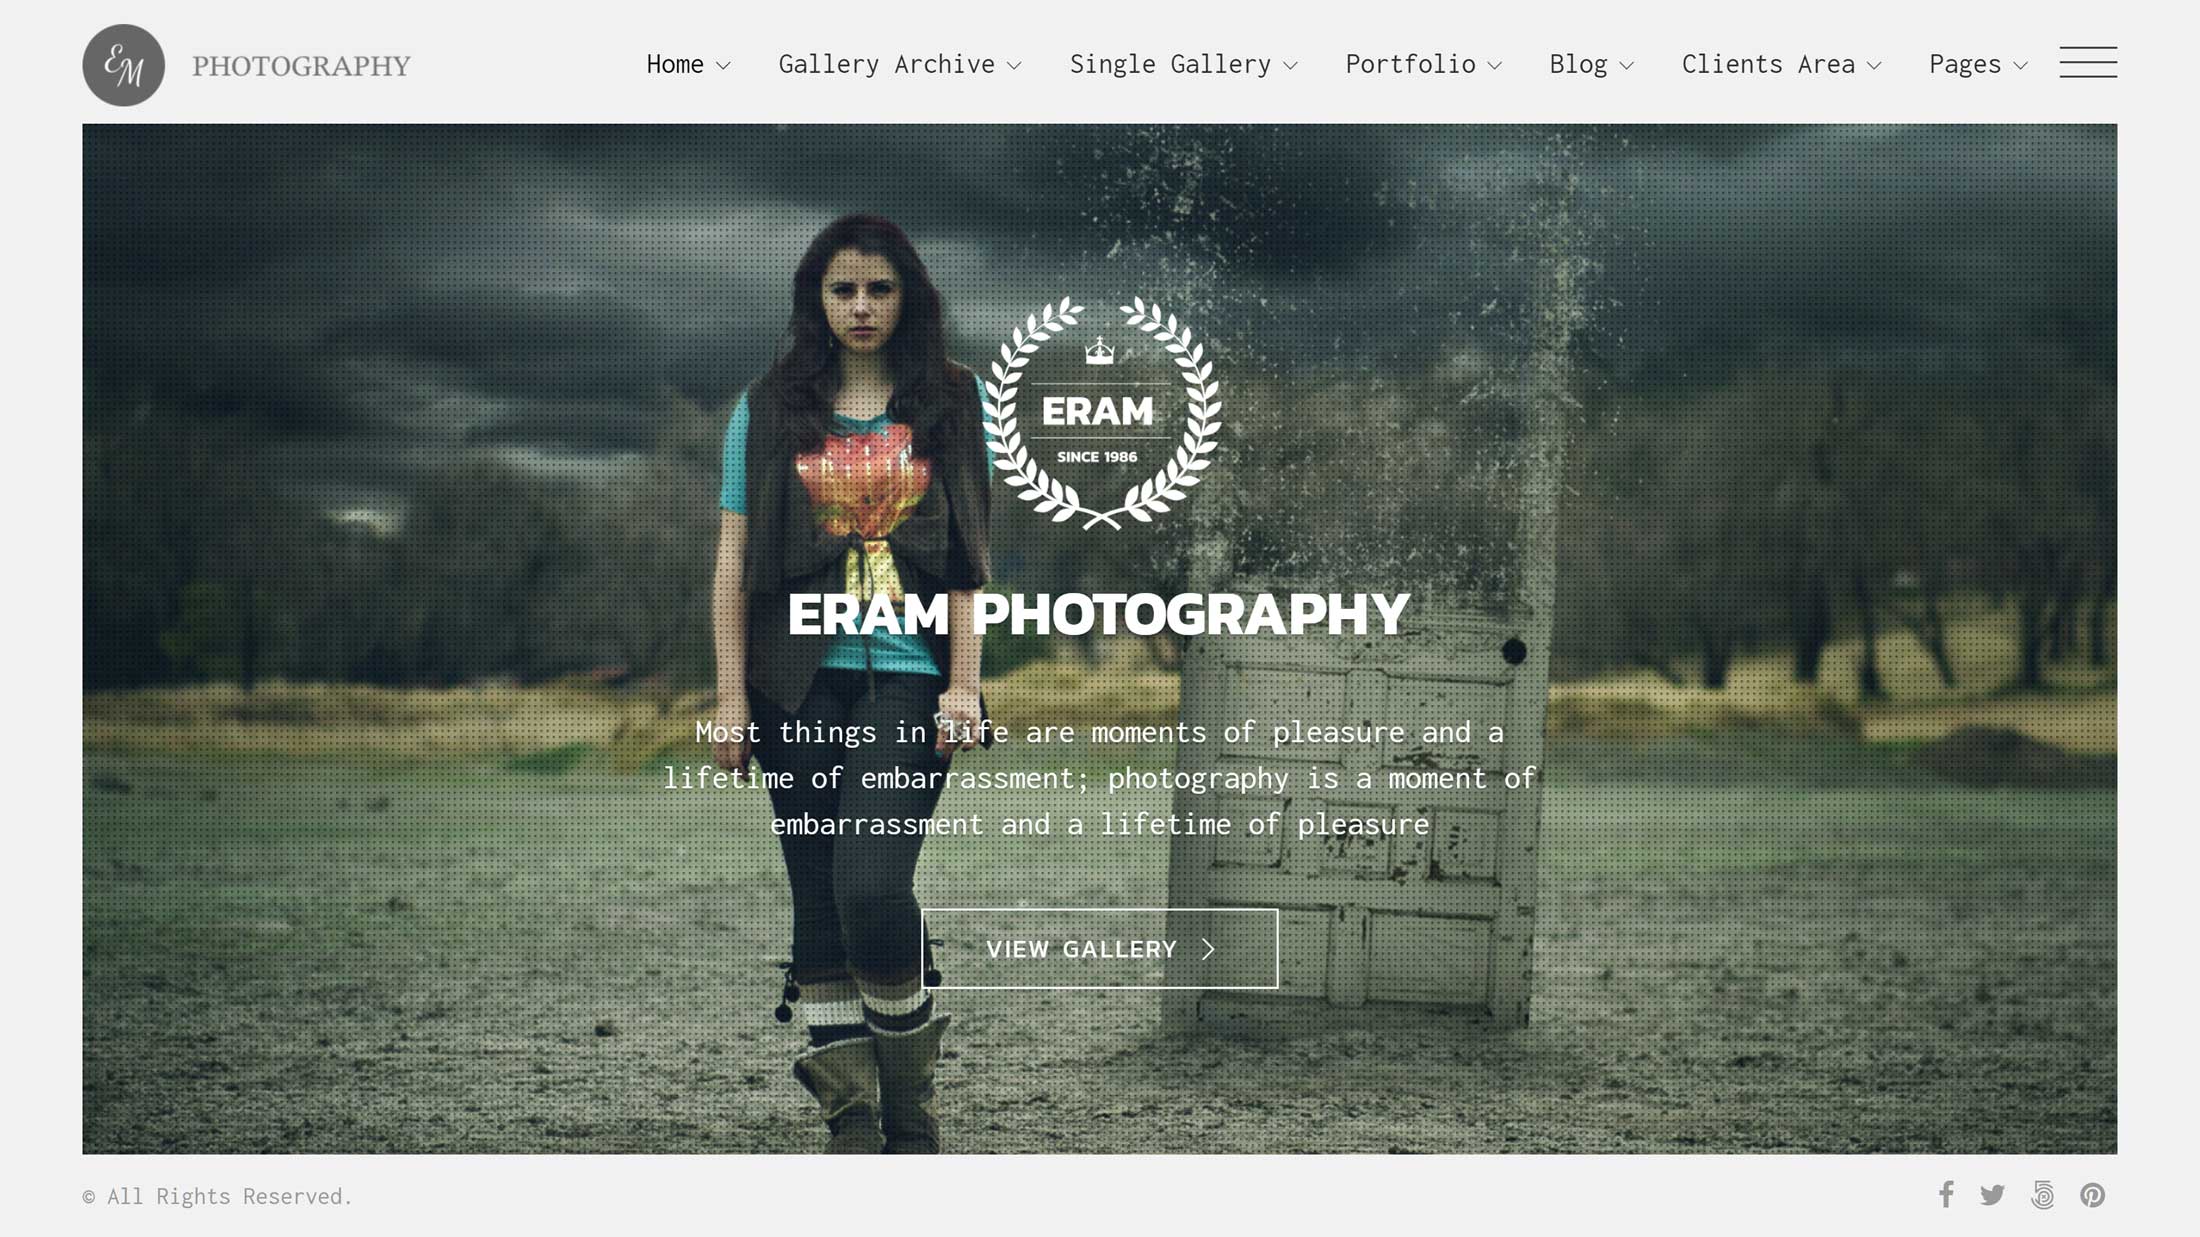 EM PHOTOGRAPHY
Home Gallery Archive Single Gallery Portfolio Blog Clients Area Pages
ERAM
SINCE 1986
ERAM PHOTOGRAPHY
Most things in life are moments of pleasure and a
lifetime of embarrassment; photography is a moment of
embarrassment and a lifetime of pleasure
VIEW GALLERY
© All Rights Reserved.